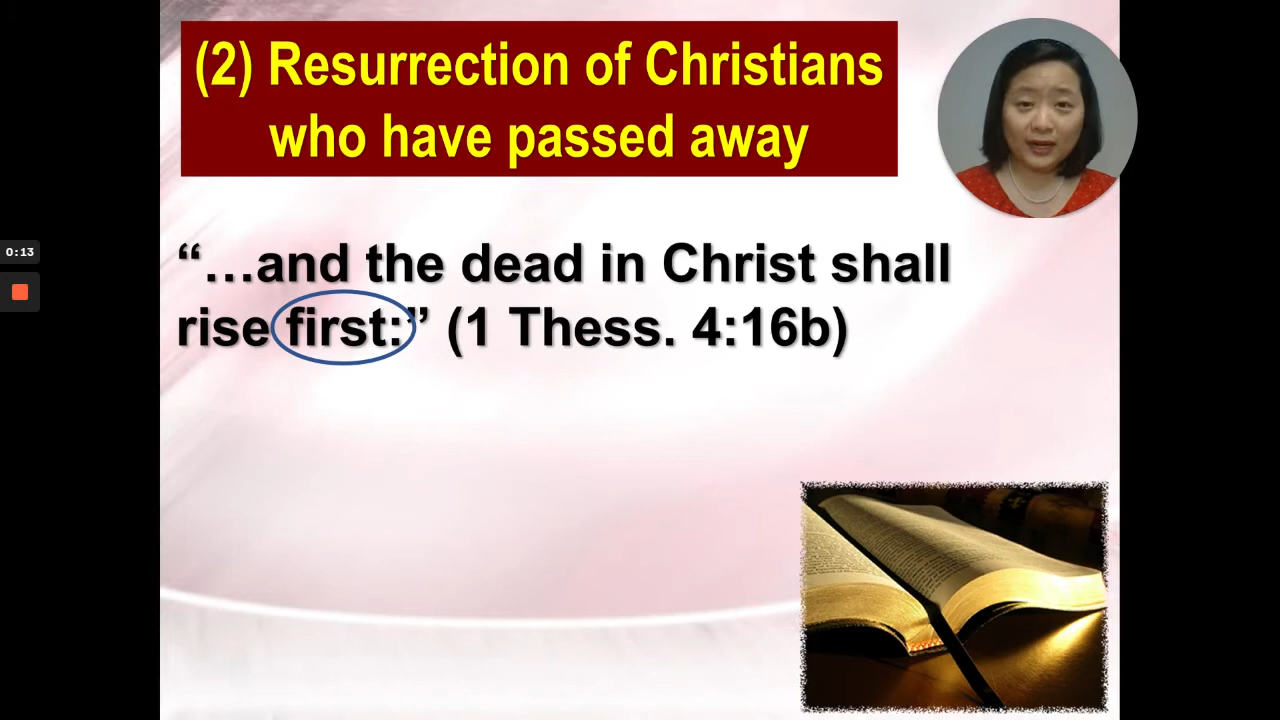 (2) Resurrection of Christians
who have passed away
0:13
“…and the dead in Christ shall
rise first:” (1 Thess. 4:16b)